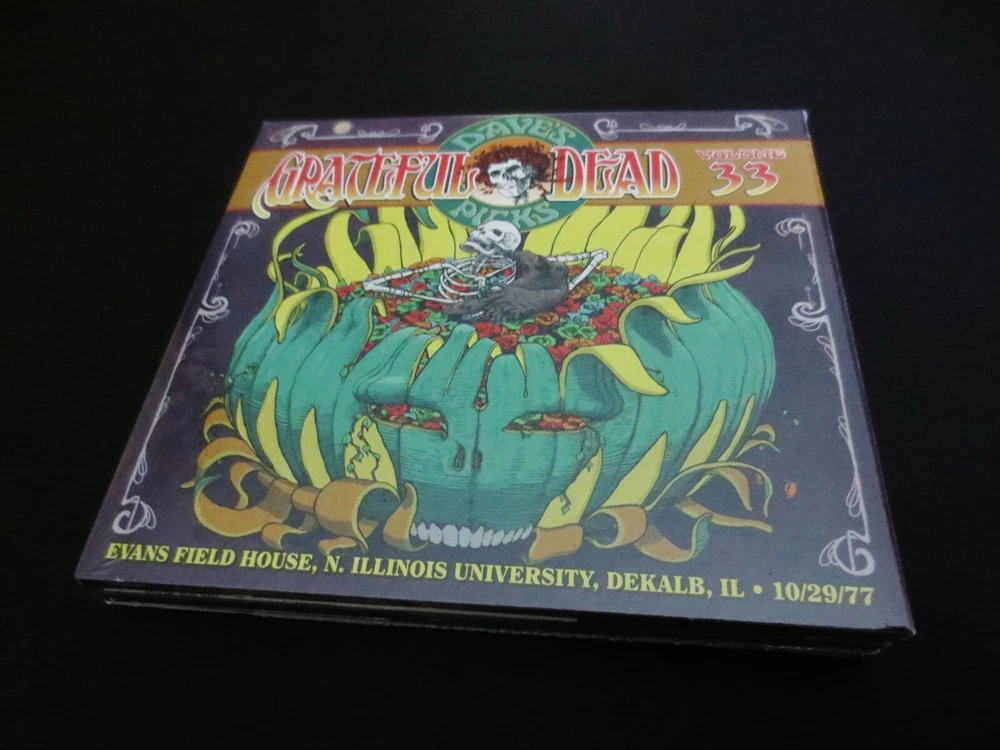 DAVE'S
GRATEFUL DEAD VOLUME 33
PICKS
EVANS FIELD HOUSE, N. ILLINOIS UNIVERSITY, DEKALB, IL • 10/29/77